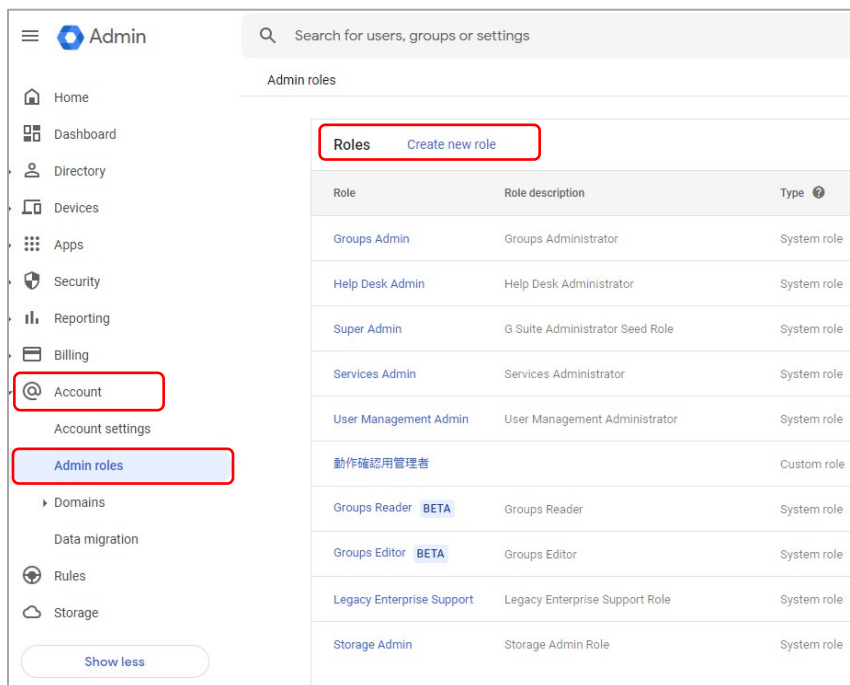 Admin
Search for users, groups or settings
Admin roles
Home
Dashboard
Directory
Devices
Apps
Security
Reporting
Billing
Account
Account settings
Admin roles
Domains
Data migration
Rules
Storage
Show less
Roles Create new role
Role Role description Type ?
Groups Admin Groups Administrator System role
Help Desk Admin Help Desk Administrator System role
Super Admin G Suite Administrator Seed Role System role
Services Admin Services Administrator System role
User Management Admin User Management Administrator System role
動作確認用管理者 Custom role
Groups Reader BETA Groups Reader System role
Groups Editor BETA Groups Editor System role
Legacy Enterprise Support Legacy Enterprise Support Role System role
Storage Admin Storage Admin Role System role